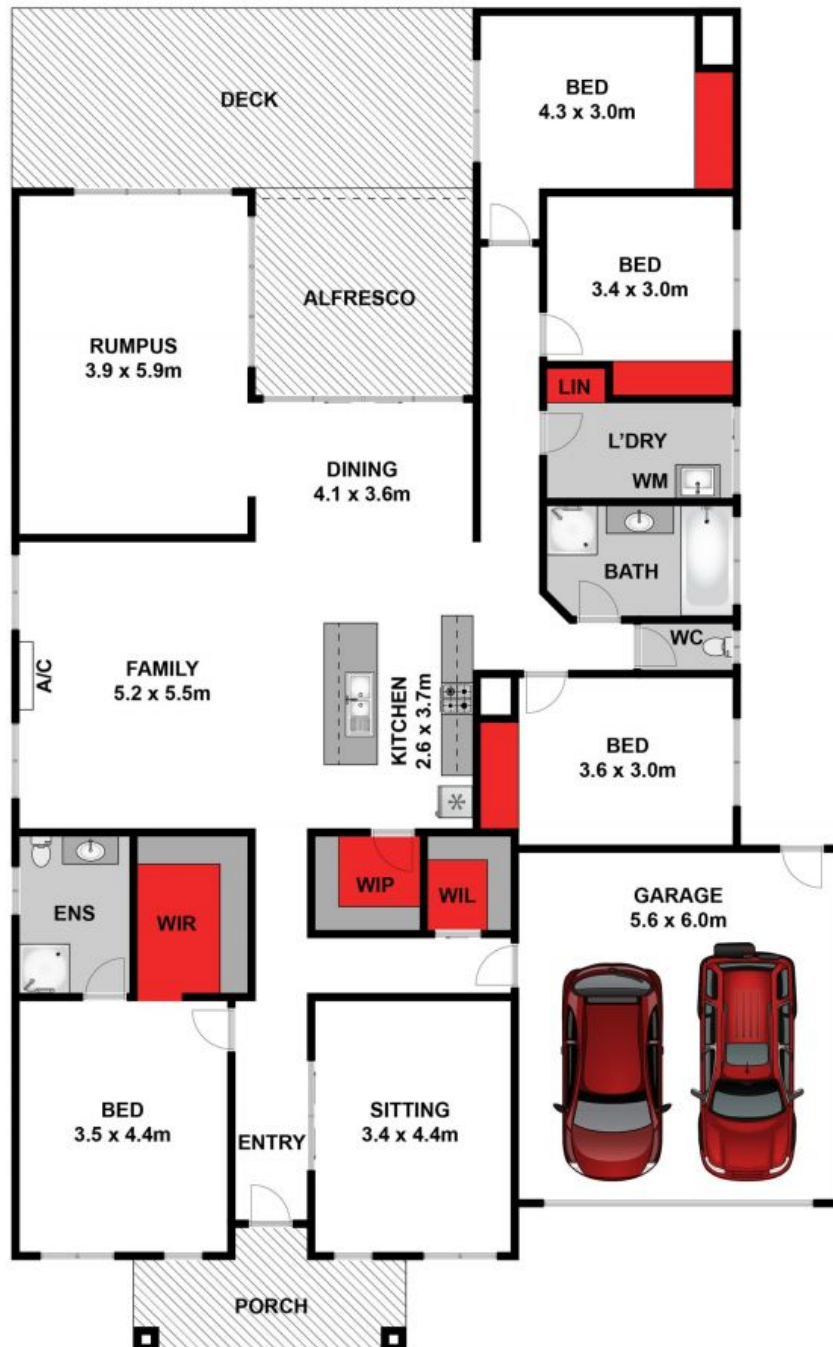 DECK
BED
4.3 x 3.0m
BED
3.4 x 3.0m
ALFRESCO
RUMPUS
3.9 x 5.9m
LIN
L'DRY
WM
DINING
4.1 x 3.6m
BATH
WC
A/C
FAMILY
5.2 x 5.5m
KITCHEN
2.6 x 3.7m
BED
3.6 x 3.0m
WIP
WIL
GARAGE
5.6 x 6.0m
ENS
WIR
BED
3.5 x 4.4m
ENTRY
SITTING
3.4 x 4.4m
PORCH